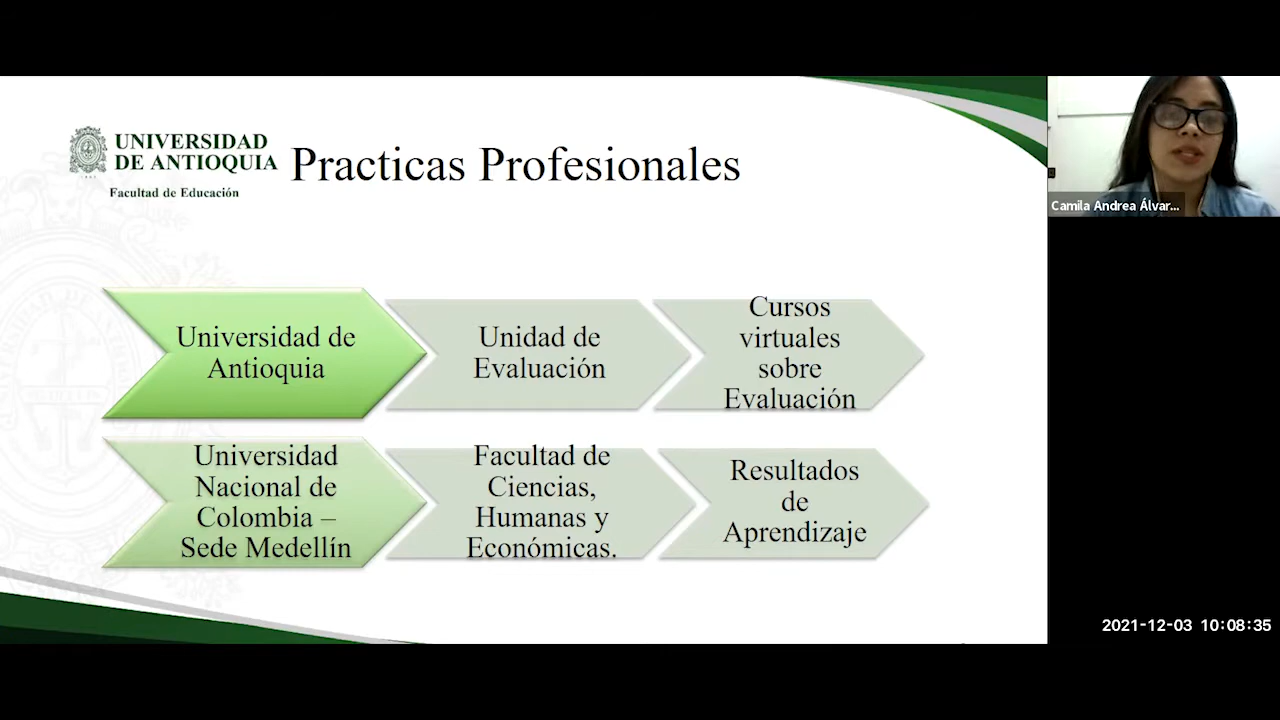 UNIVERSIDAD
DE ANTIOQUIA
Facultad de Educación
Practicas Profesionales
Universidad de
Antioquia
Unidad de
Evaluación
Cursos
virtuales
sobre
Evaluación
Universidad
Nacional de
Colombia –
Sede Medellín
Facultad de
Ciencias,
Humanas y
Económicas.
Resultados
de
Aprendizaje
Camila Andrea Álvar...
2021-12-03 10:08:35